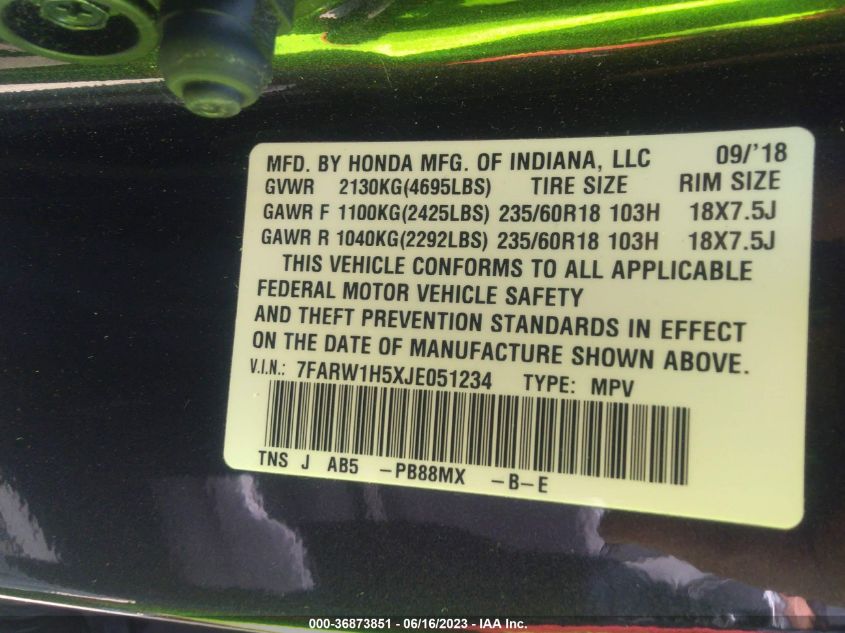 MFD. BY HONDA MFG. OF INDIANA, LLC 09/'18
GVWR 2130KG(4695LBS) TIRE SIZE RIM SIZE
GAWR F 1100KG(2425LBS) 235/60R18 103H 18X7.5J
GAWR R 1040KG(2292LBS) 235/60R18 103H 18X7.5J
THIS VEHICLE CONFORMS TO ALL APPLICABLE
FEDERAL MOTOR VEHICLE SAFETY
AND THEFT PREVENTION STANDARDS IN EFFECT
ON THE DATE OF MANUFACTURE SHOWN ABOVE.
V.I.N.: 7FARW1H5XJE051234 TYPE: MPV
TNS J AB5 -PB88MX -B-E
000-36873851 - 06/16/2023 - IAA Inc.